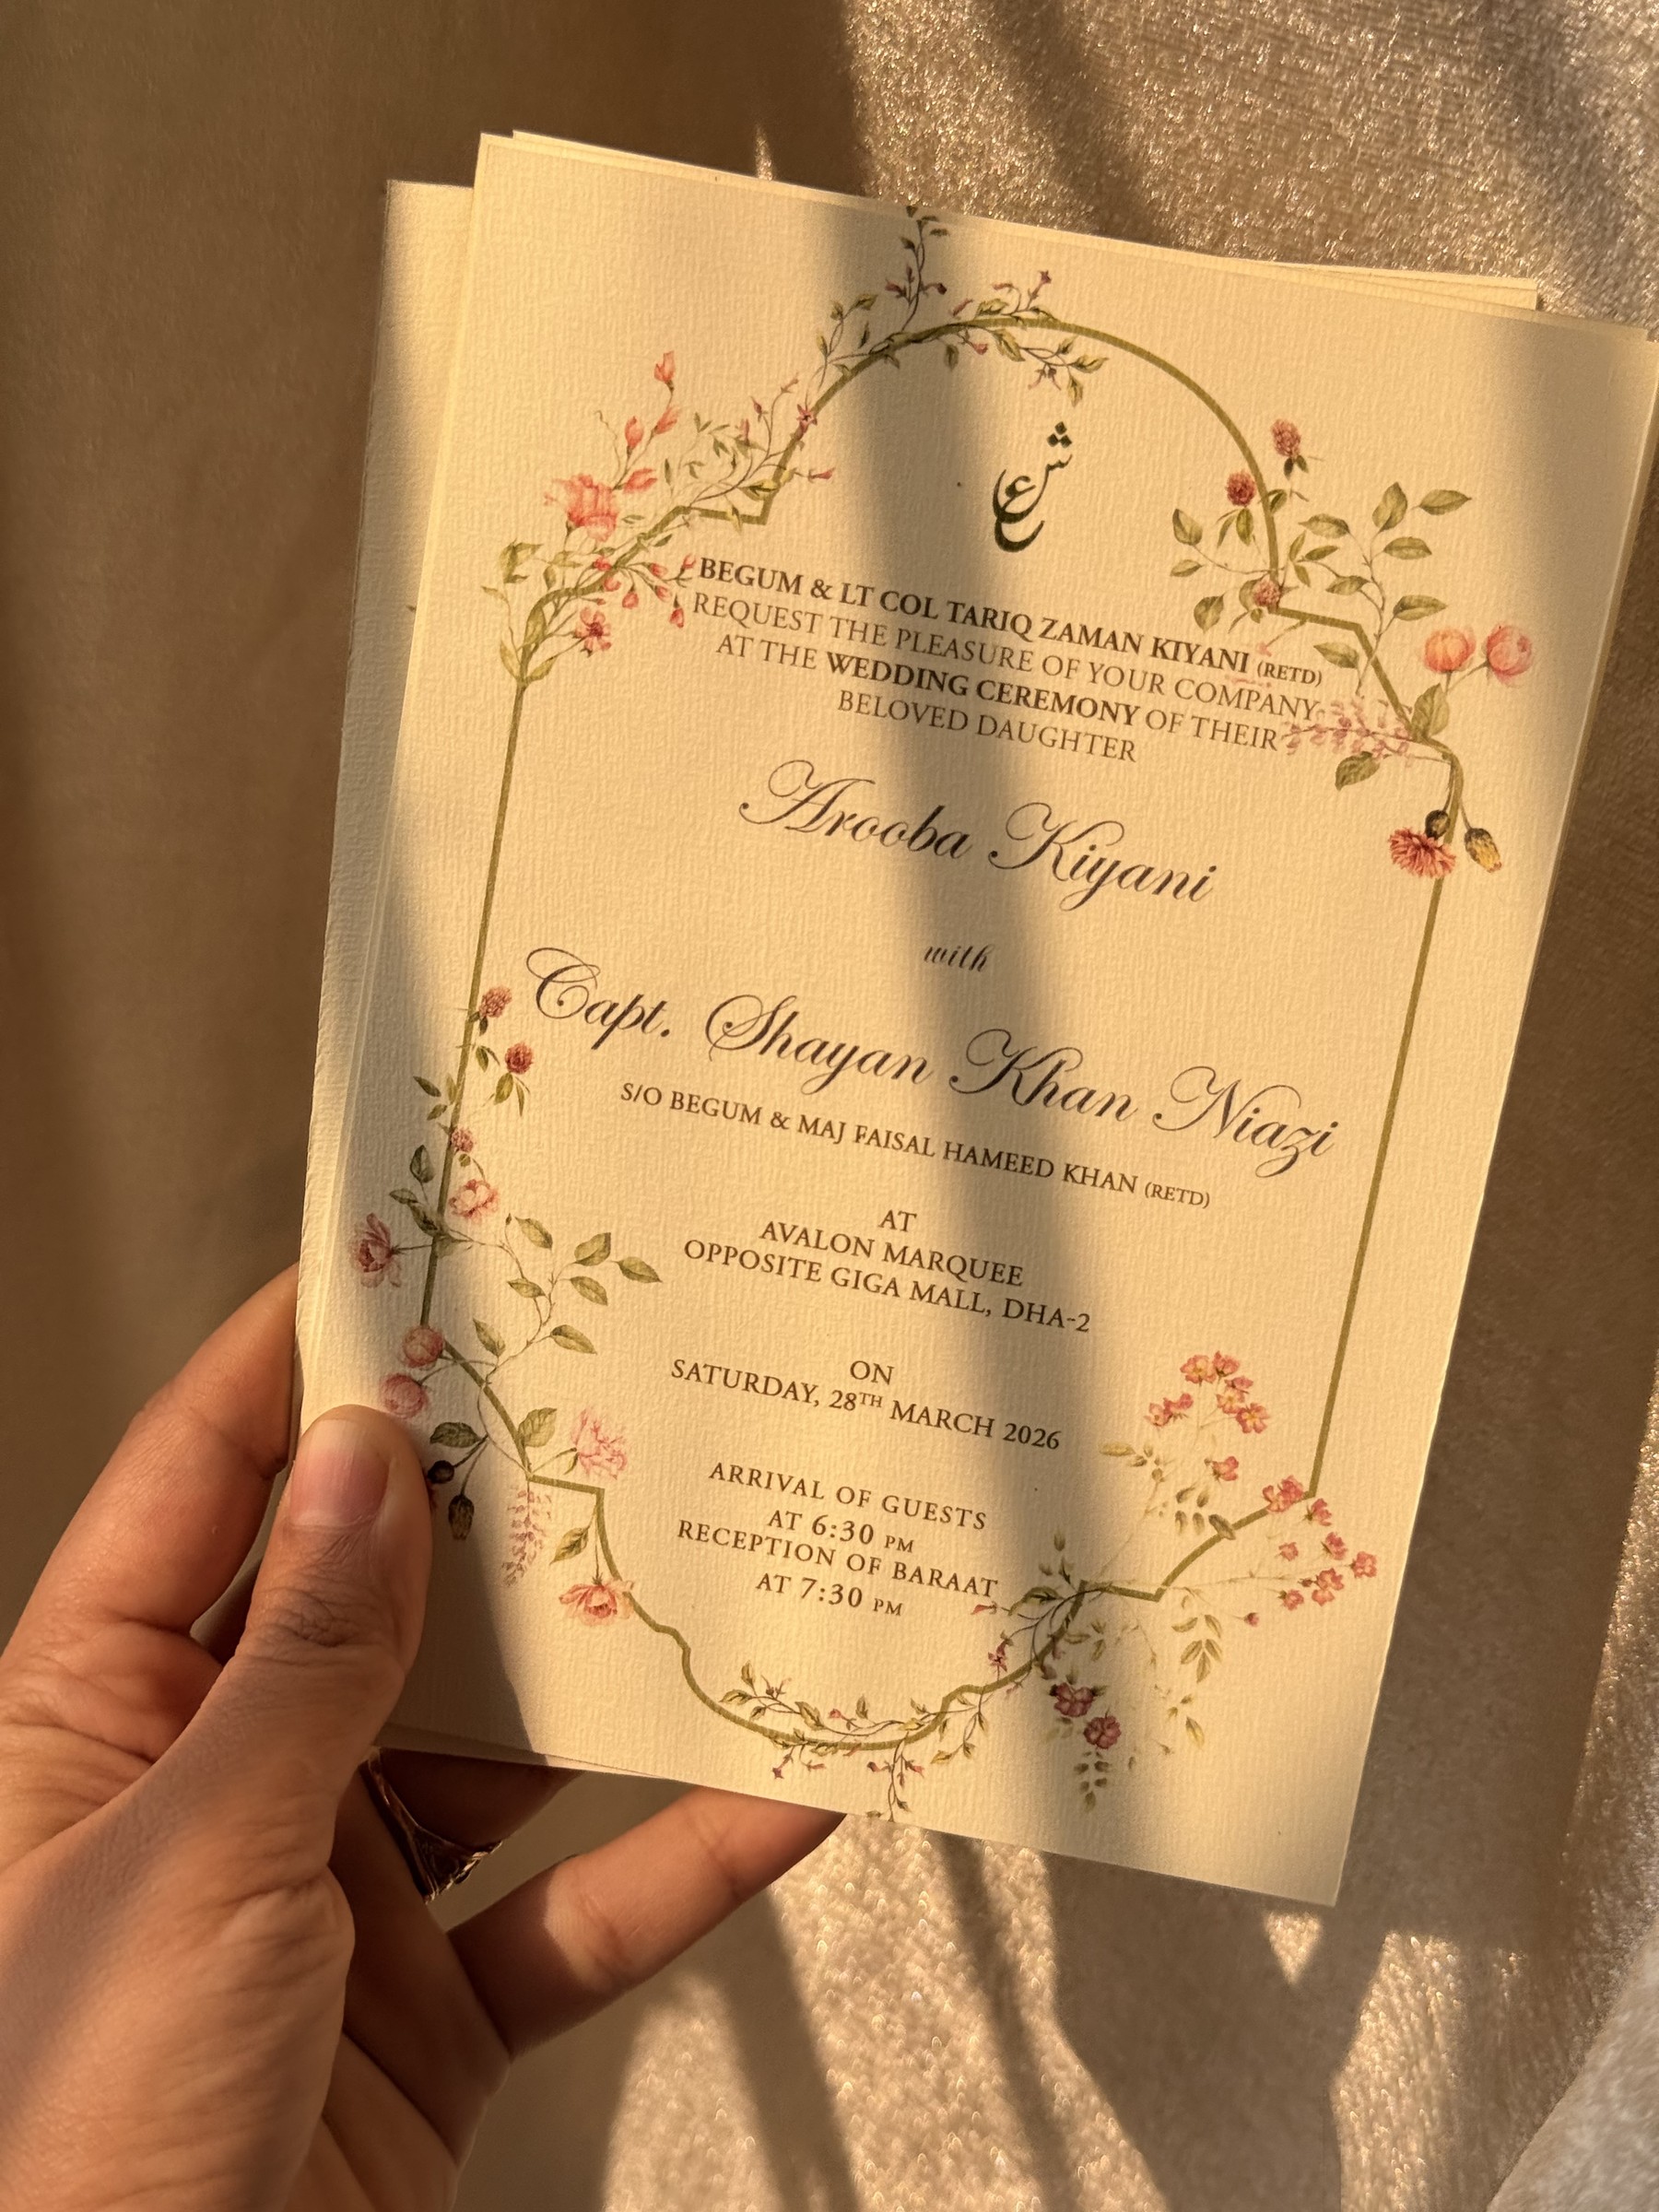 ش ع
BEGUM & LT COL TARIQ ZAMAN KIYANI (RETD)
REQUEST THE PLEASURE OF YOUR COMPANY
AT THE WEDDING CEREMONY OF THEIR
BELOVED DAUGHTER
Arooba Kiyani
with
Capt. Shayan Khan Niazi
S/O BEGUM & MAJ FAISAL HAMEED KHAN (RETD)
AT
AVALON MARQUEE
OPPOSITE GIGA MALL, DHA-2
ON
SATURDAY, 28TH MARCH 2026
ARRIVAL OF GUESTS
AT 6:30 PM
RECEPTION OF BARAAT
AT 7:30 PM